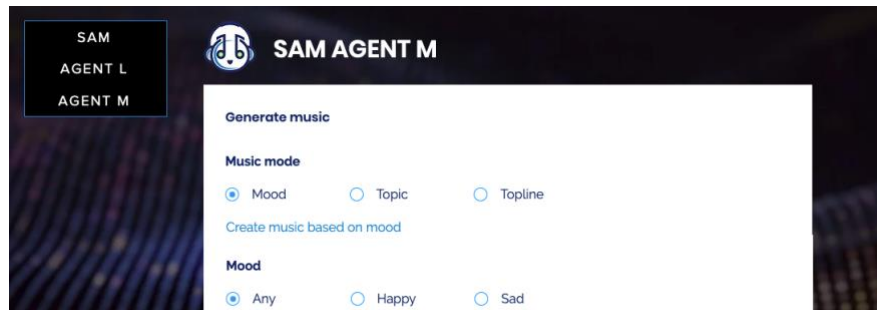 SAM
AGENT L
AGENT M
SAM AGENT M
Generate music
Music mode
Mood Topic Topline
Create music based on mood
Mood
Any Happy Sad